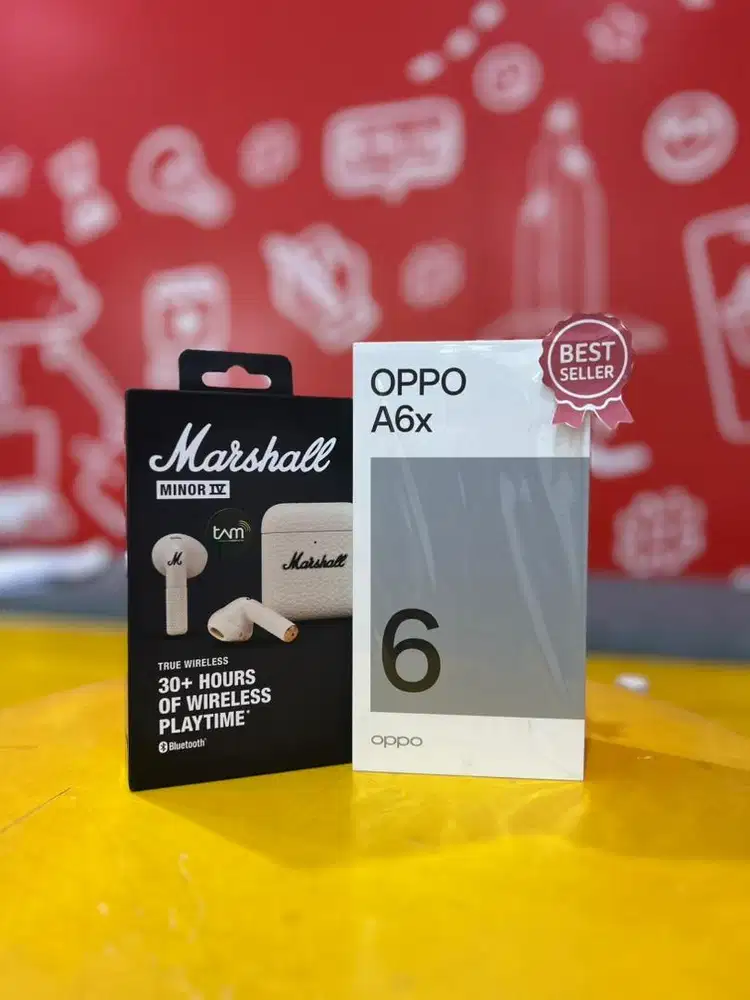 Marshall
MINOR IV
tam
M
Marshall
TRUE WIRELESS
30+ HOURS
OF WIRELESS
PLAYTIME*
Bluetooth®
OPPO
A6x
BEST
SELLER
6
oppo